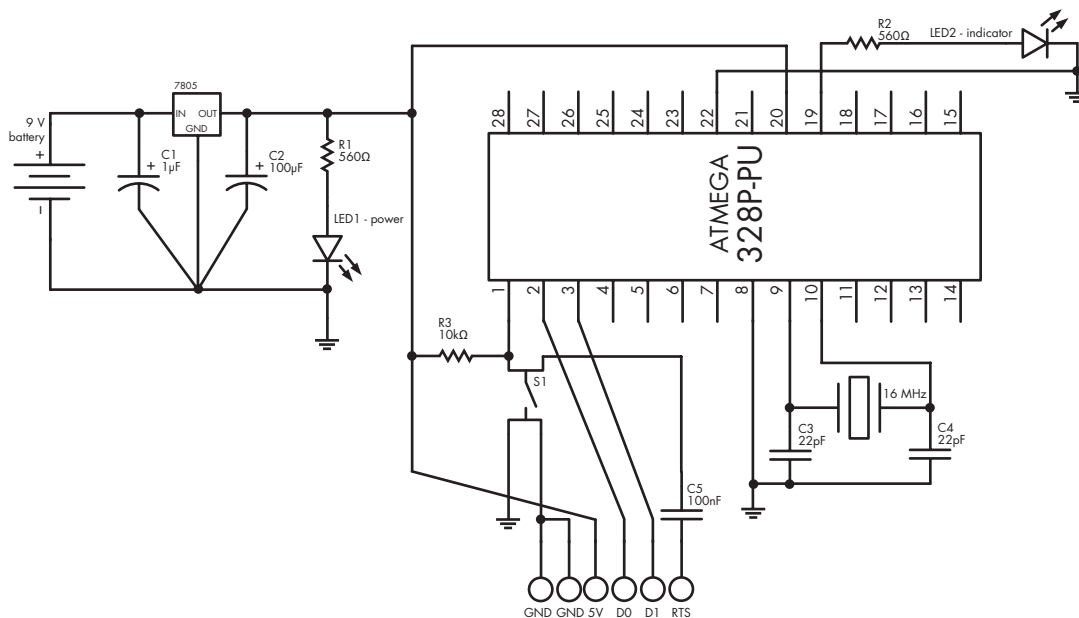 R2
560Ω
LED2 - indicator
7805
IN OUT
GND
9 V
battery
+
–
+ C1
1µF
+ C2
100µF
R1
560Ω
LED1 - power
28 27 26 25 24 23 22 21 20 19 18 17 16 15
ATMEGA
328P-PU
1 2 3 4 5 6 7 8 9 10 11 12 13 14
R3
10kΩ
S1
16 MHz
C3
22pF
C4
22pF
C5
100nF
GND GND 5V D0 D1 RTS